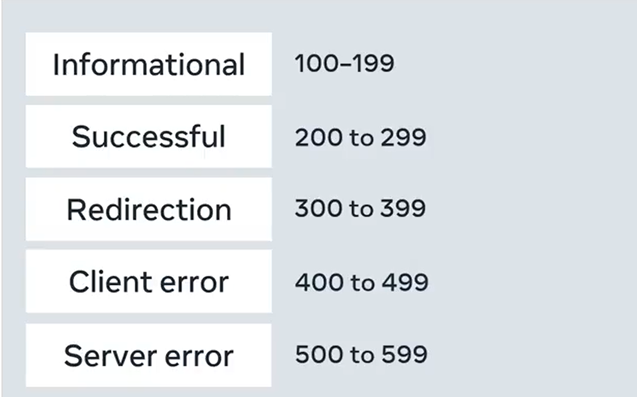 Informational 100–199
Successful 200 to 299
Redirection 300 to 399
Client error 400 to 499
Server error 500 to 599